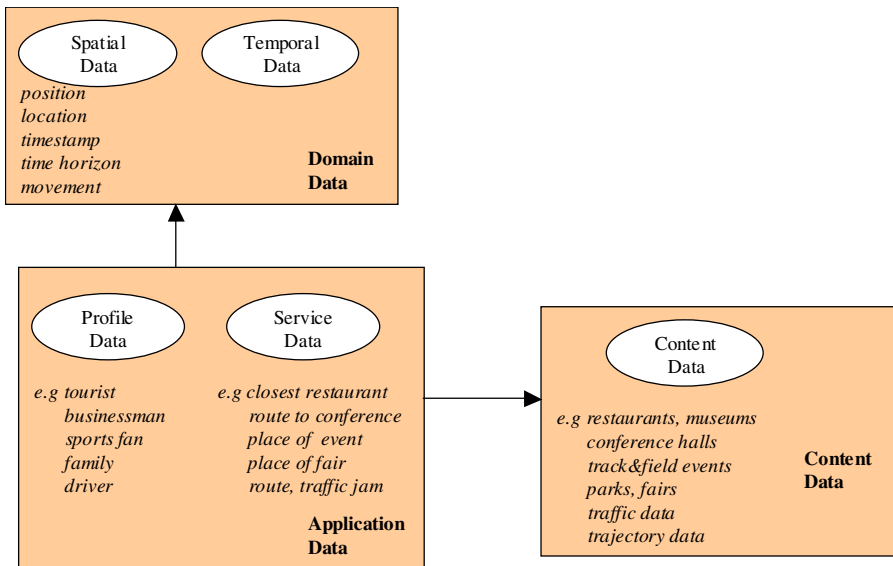 Spatial
Data
Temporal
Data
position
location
timestamp
time horizon
movement
Domain
Data
Profile
Data
Service
Data
e.g tourist
businessman
sports fan
family
driver
e.g closest restaurant
route to conference
place of event
place of fair
route, traffic jam
Application
Data
Content
Data
e.g restaurants, museums
conference halls
track&field events
parks, fairs
traffic data
trajectory data
Content
Data